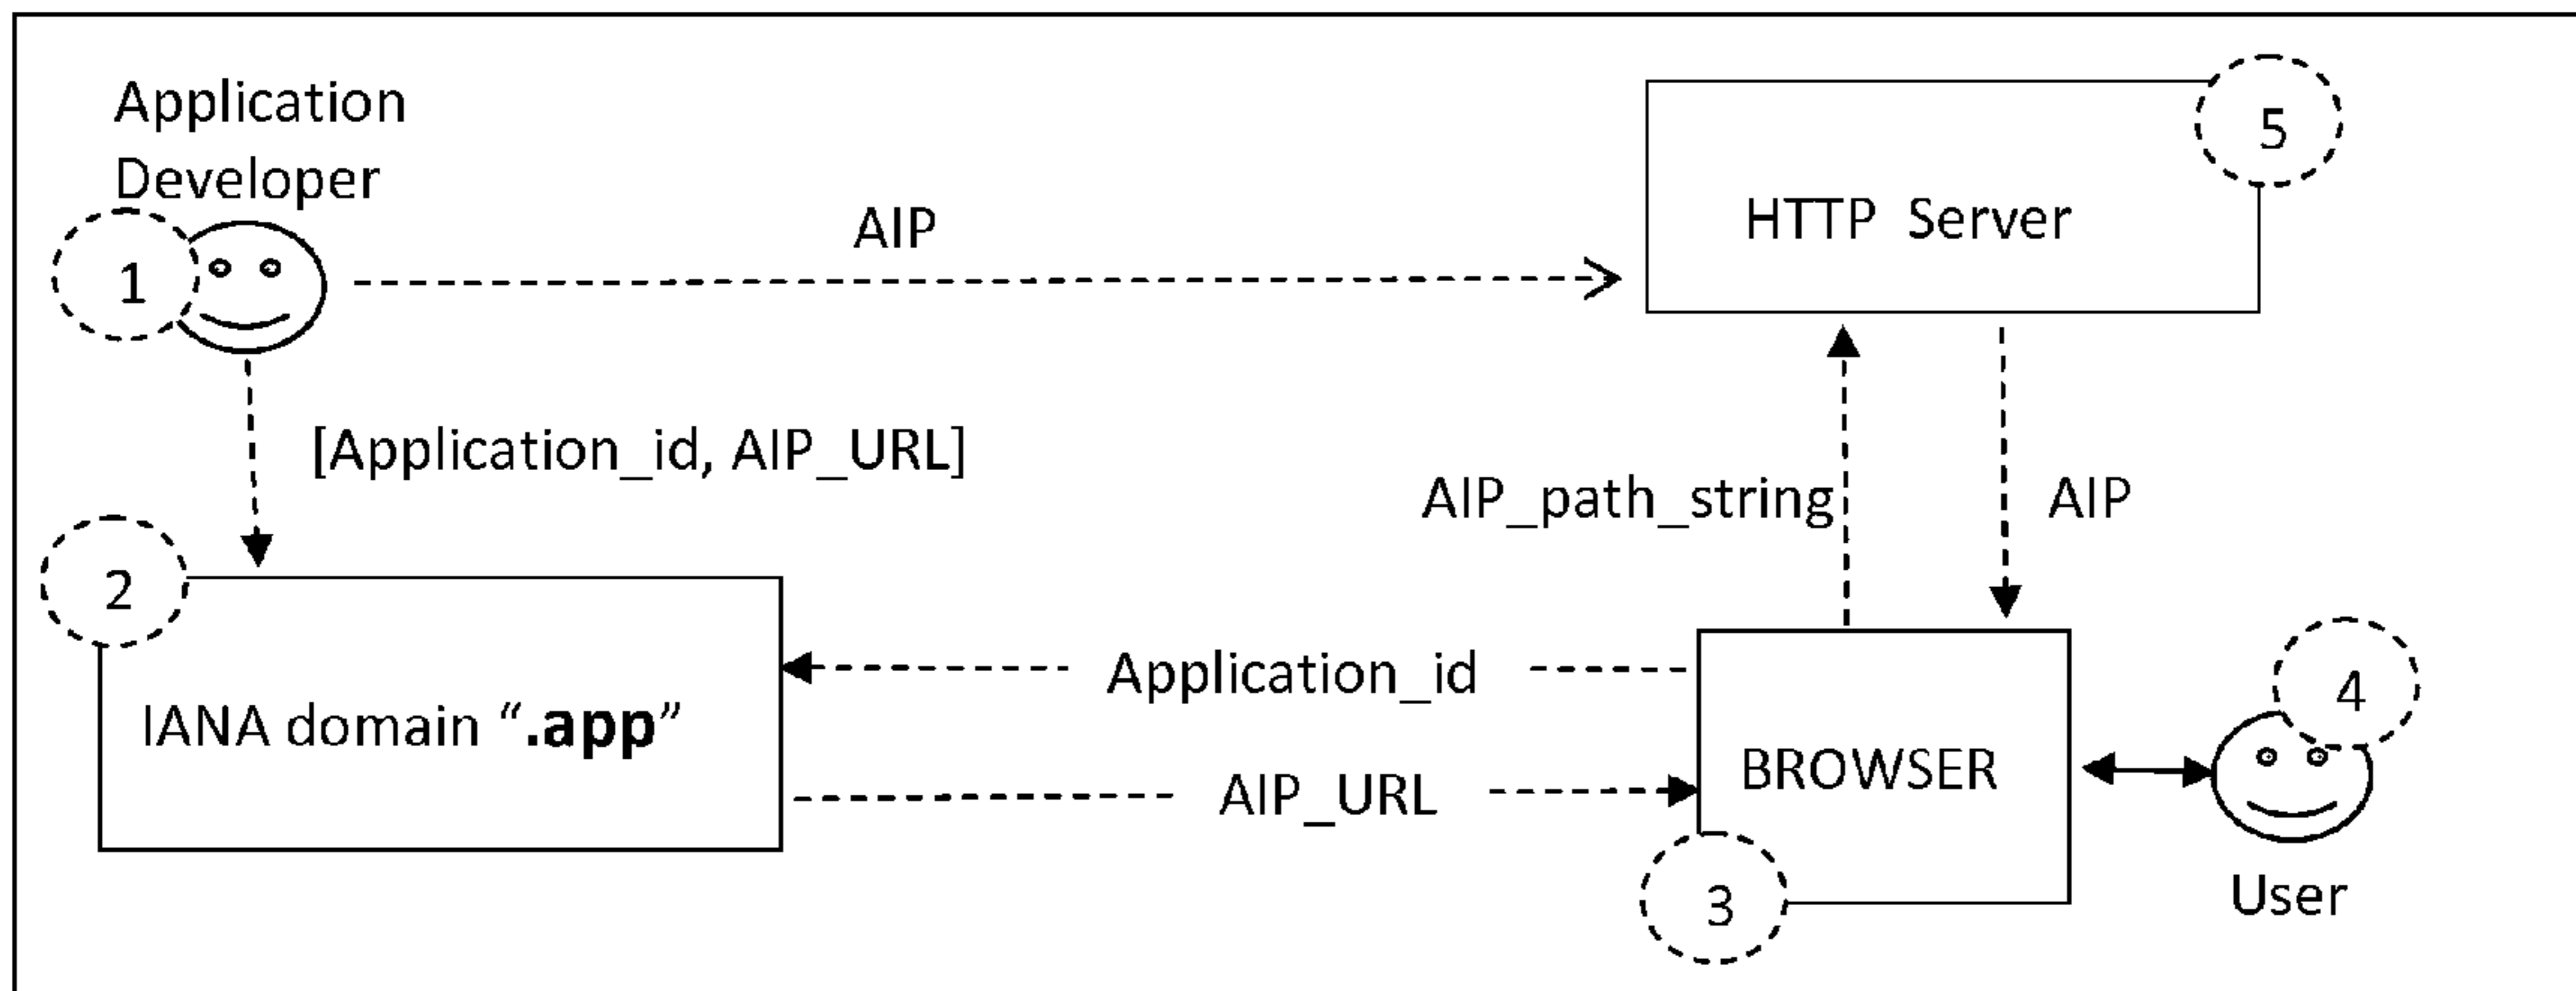 Application
Developer
1
AIP
HTTP Server
5
[Application_id, AIP_URL]
AIP_path_string
AIP
2
IANA domain “.app”
Application_id
AIP_URL
BROWSER
3
4
User